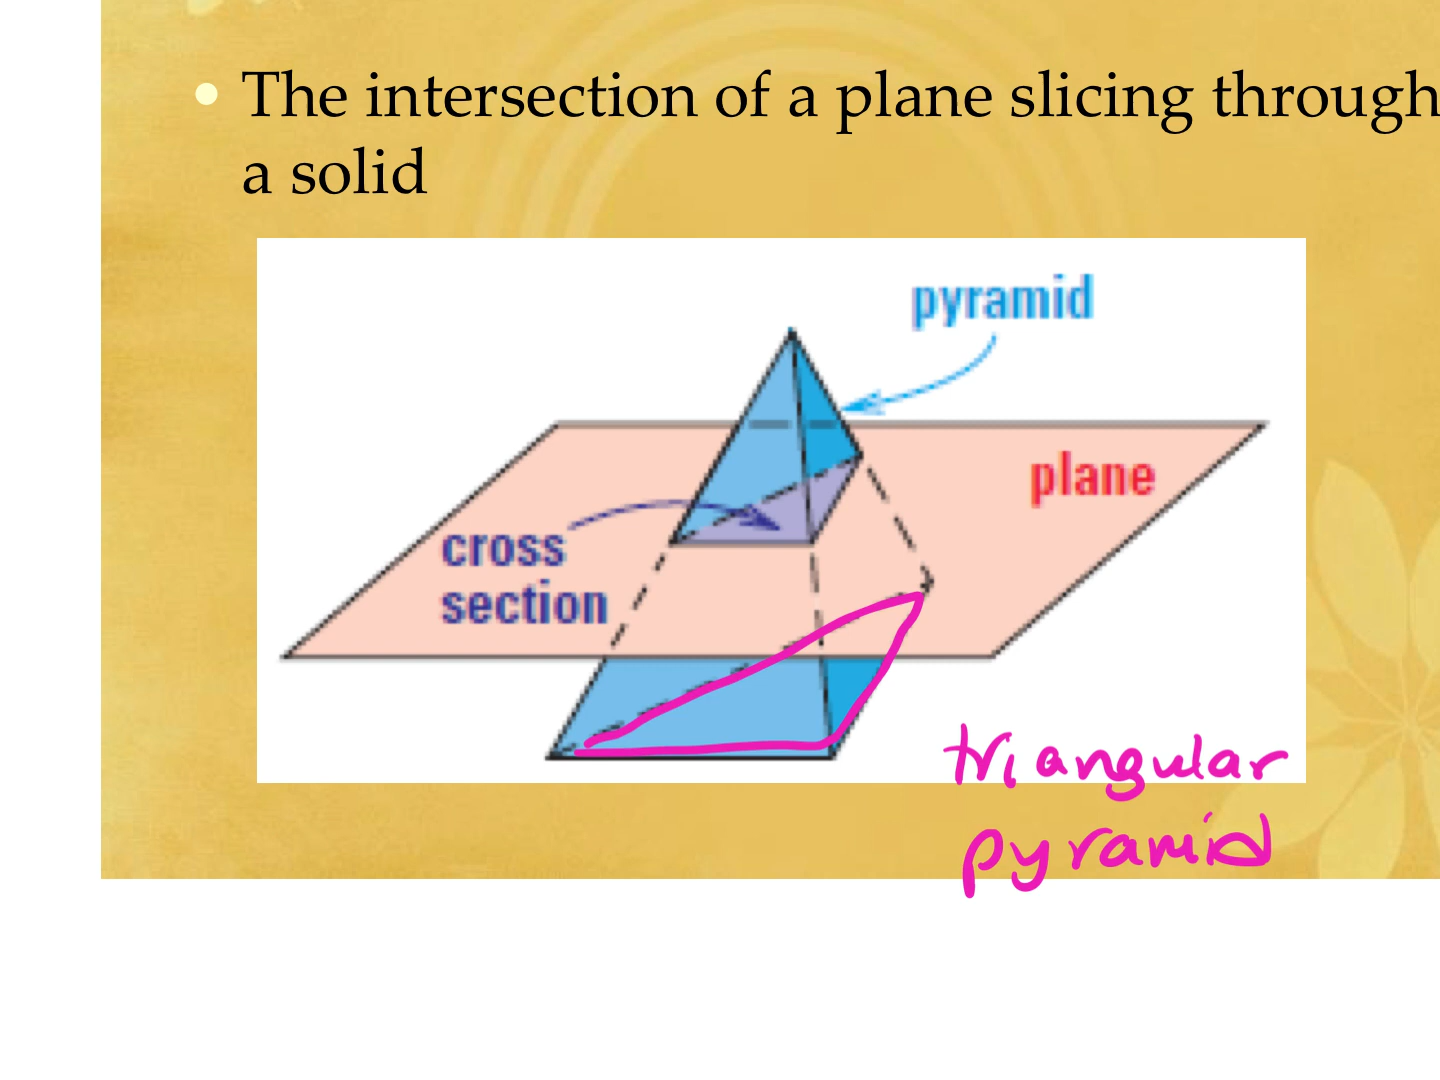 • The intersection of a plane slicing through
a solid
pyramid
plane
cross
section
triangular
pyramid